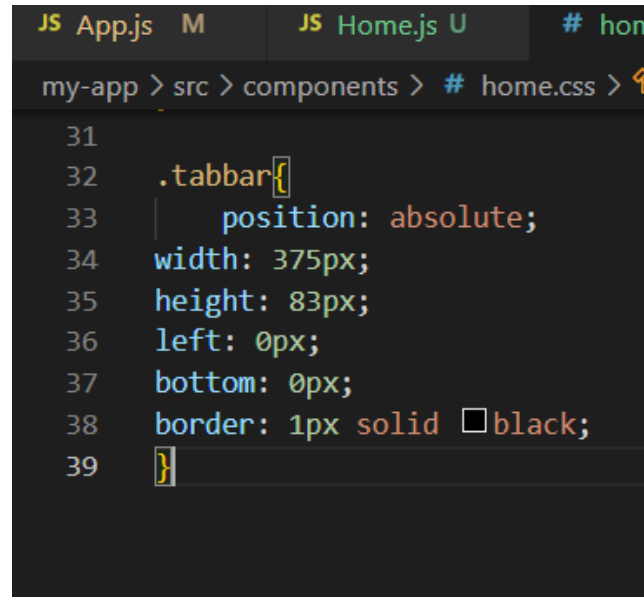 JS App.js M JS Home.js U # hom
my-app > src > components > # home.css >
31
32 .tabbar{
33 position: absolute;
34 width: 375px;
35 height: 83px;
36 left: 0px;
37 bottom: 0px;
38 border: 1px solid black;
39 }